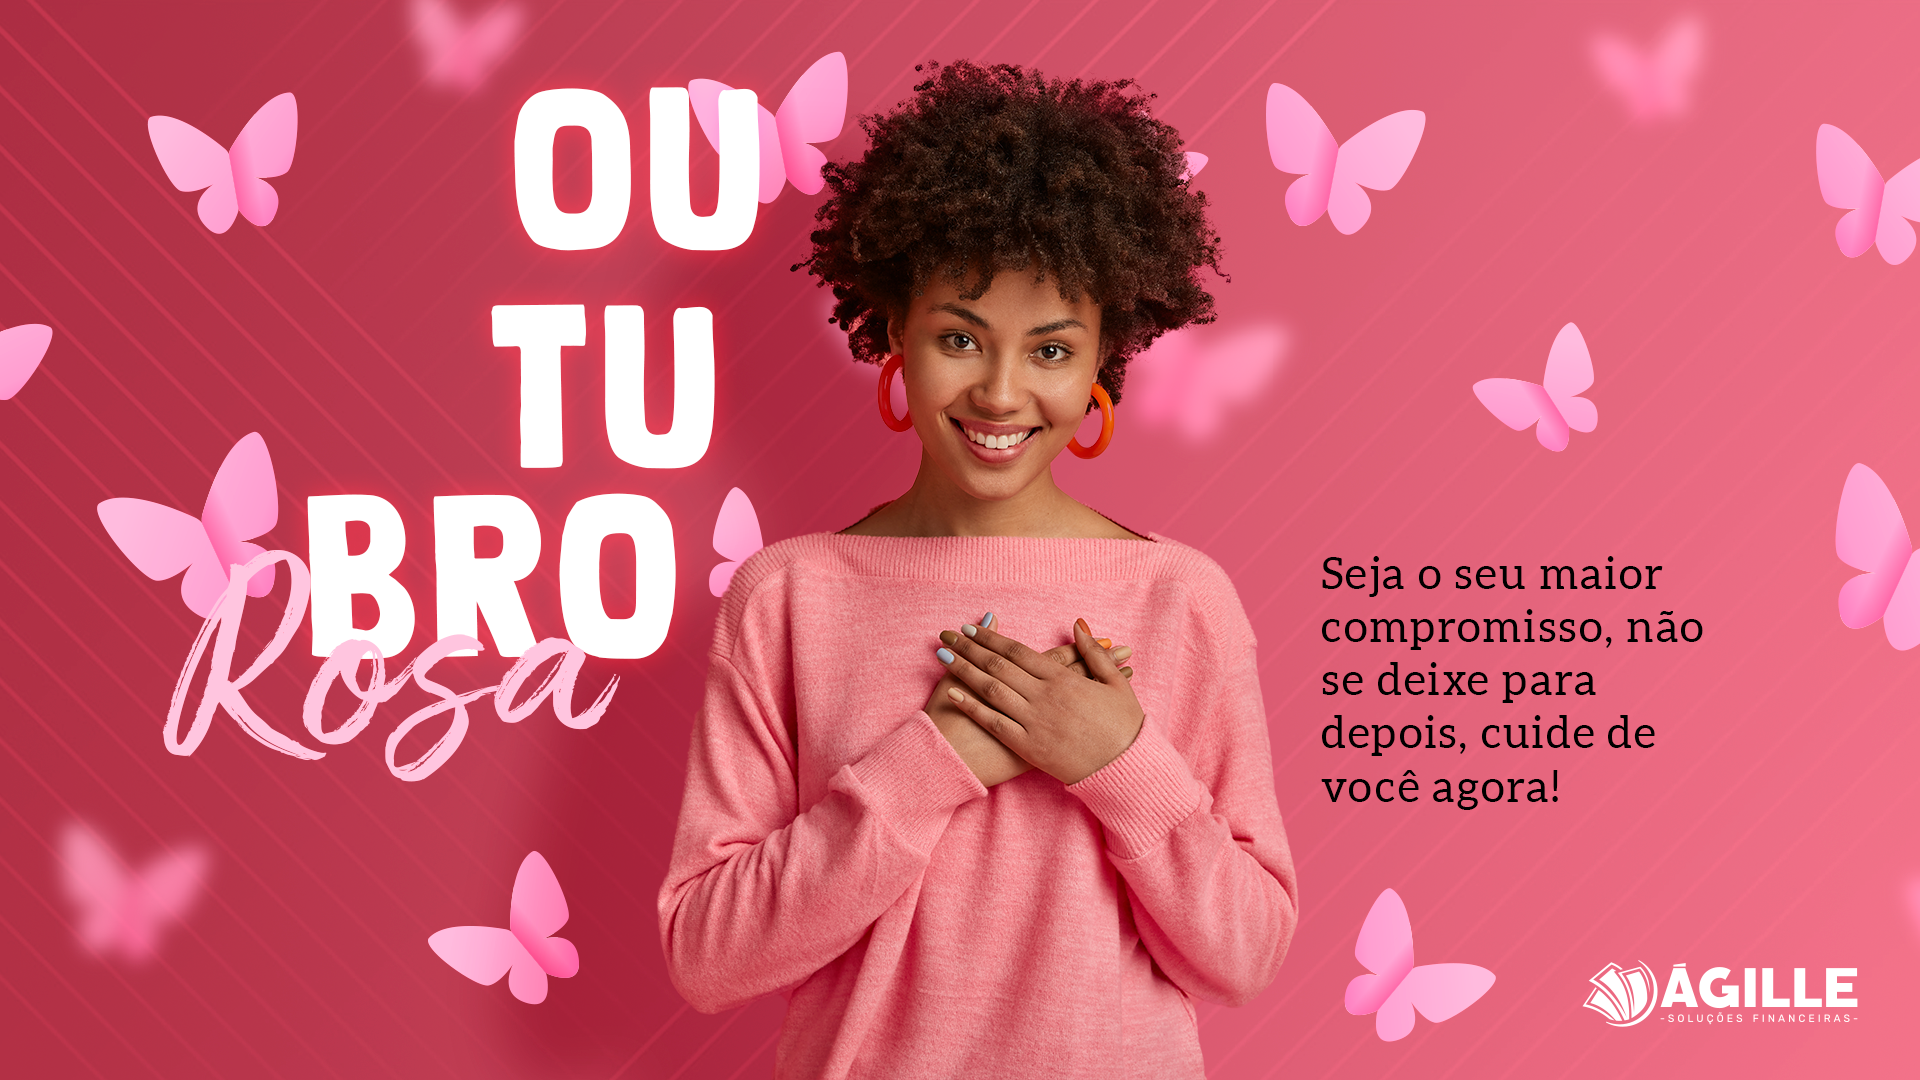 OU
TU
BRO
Rosa
Seja o seu maior
compromisso, não
se deixe para
depois, cuide de
você agora!
ÁGILLE
-SOLUÇÕES FINANCEIRAS-